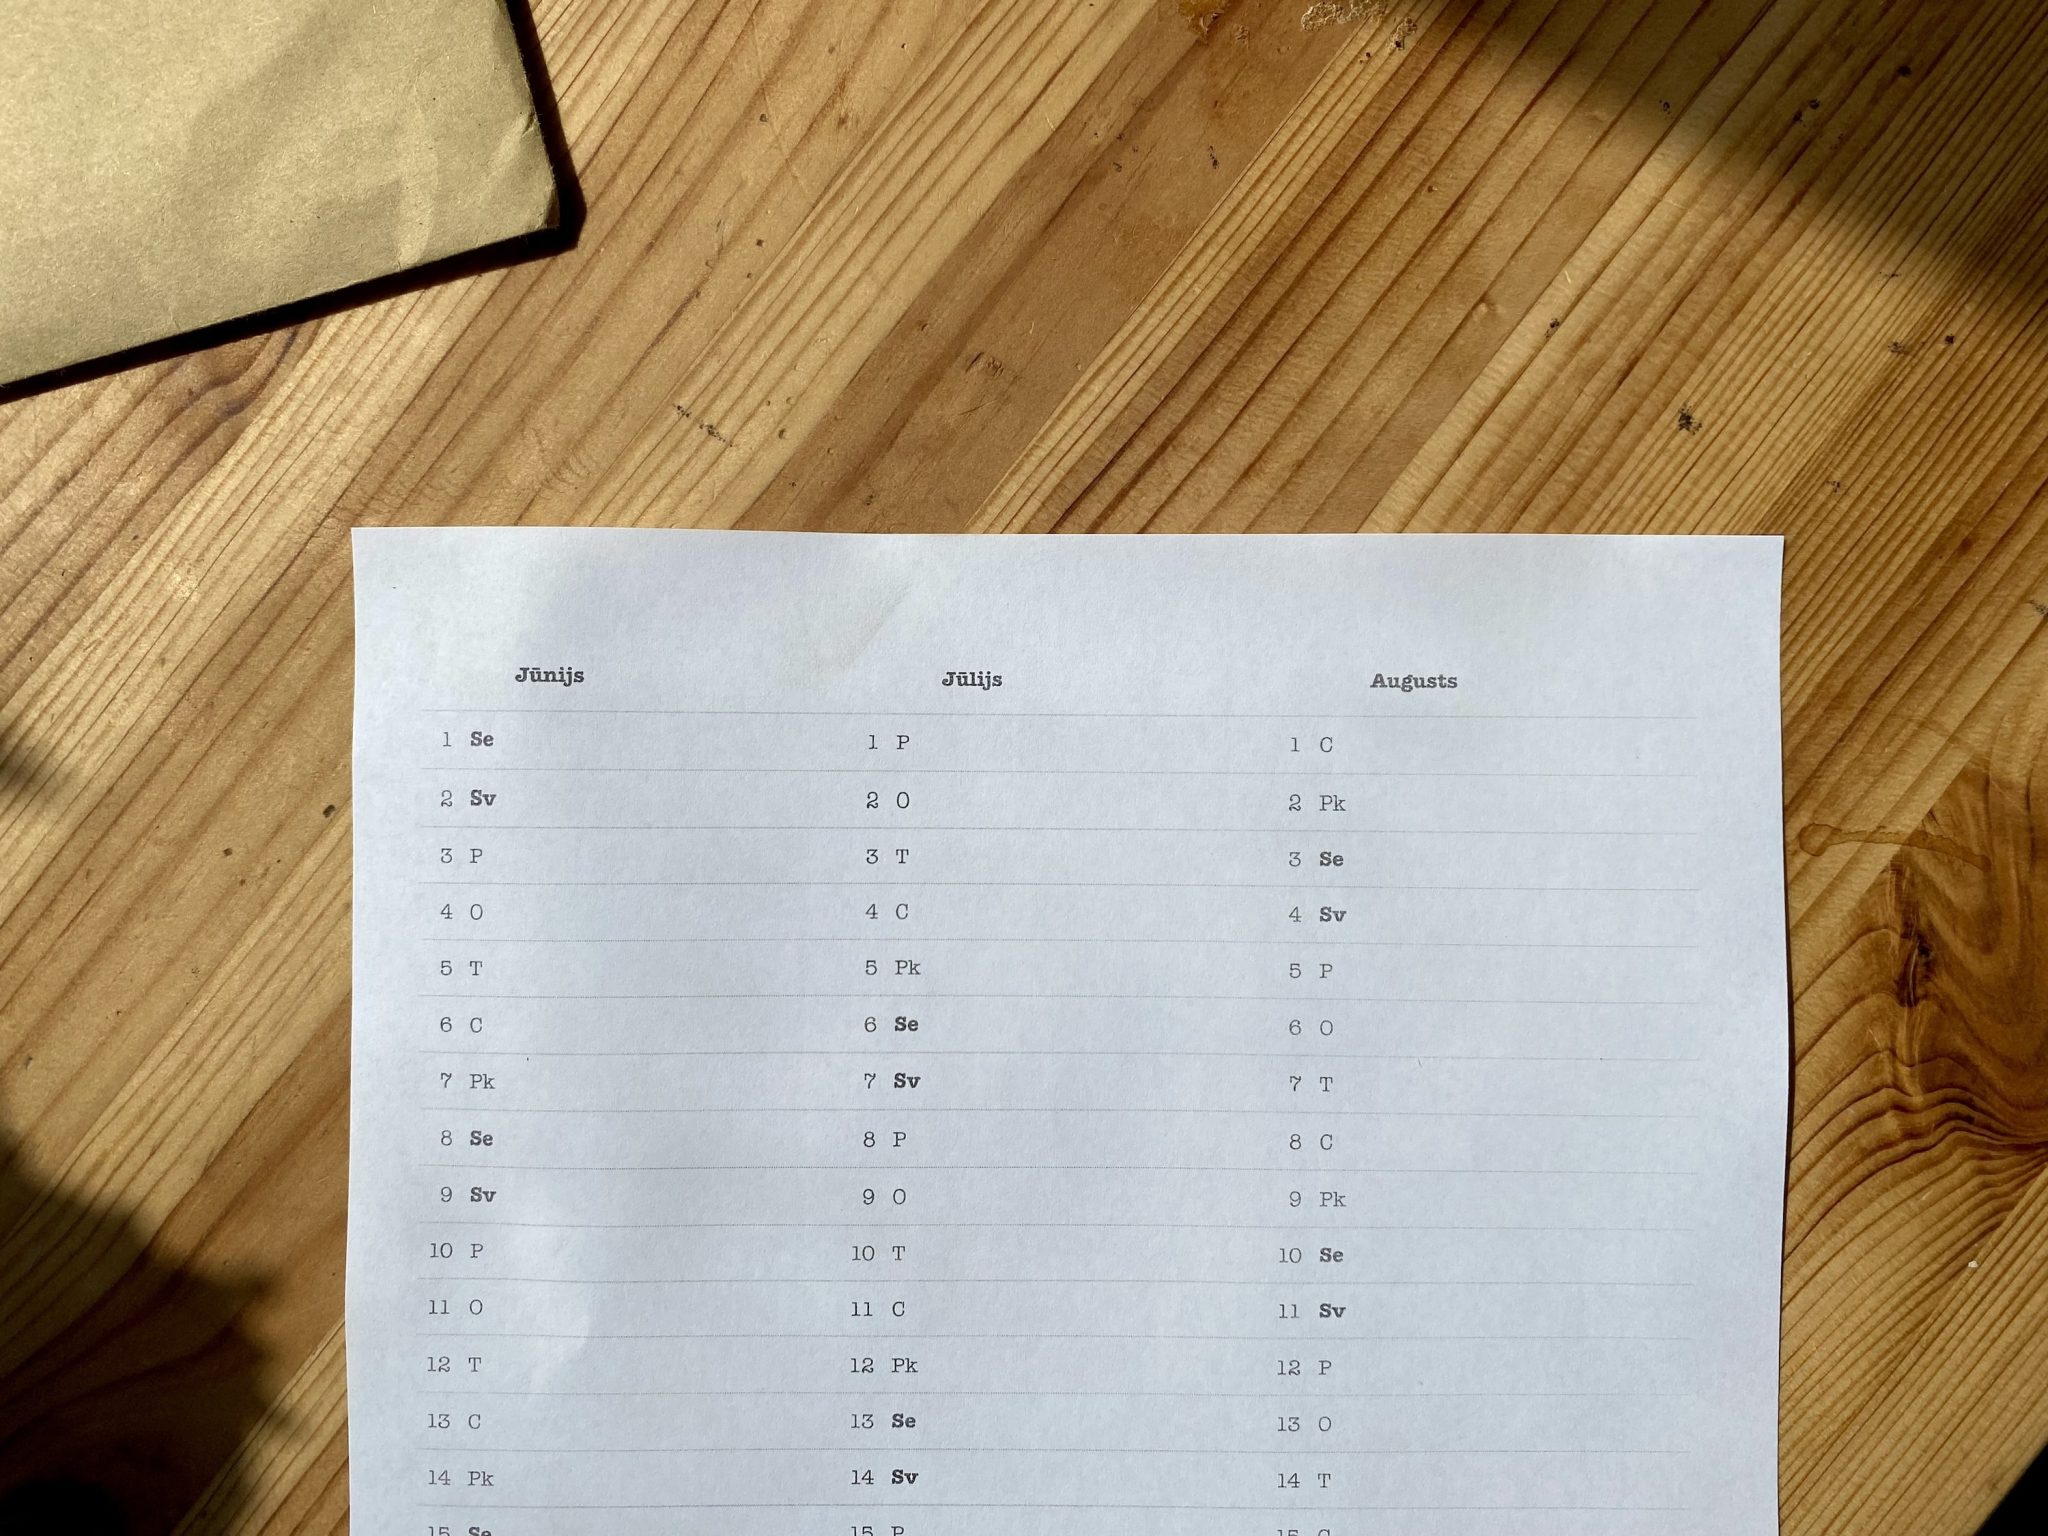 Jūnijs Jūlijs Augusts
1 Se 1 P 1 C
2 Sv 2 O 2 Pk
3 P 3 T 3 Se
4 O 4 C 4 Sv
5 T 5 Pk 5 P
6 C 6 Se 6 O
7 Pk 7 Sv 7 T
8 Se 8 P 8 C
9 Sv 9 O 9 Pk
10 P 10 T 10 Se
11 O 11 C 11 Sv
12 T 12 Pk 12 P
13 C 13 Se 13 O
14 Pk 14 Sv 14 T
15 Se 15 P 15 C